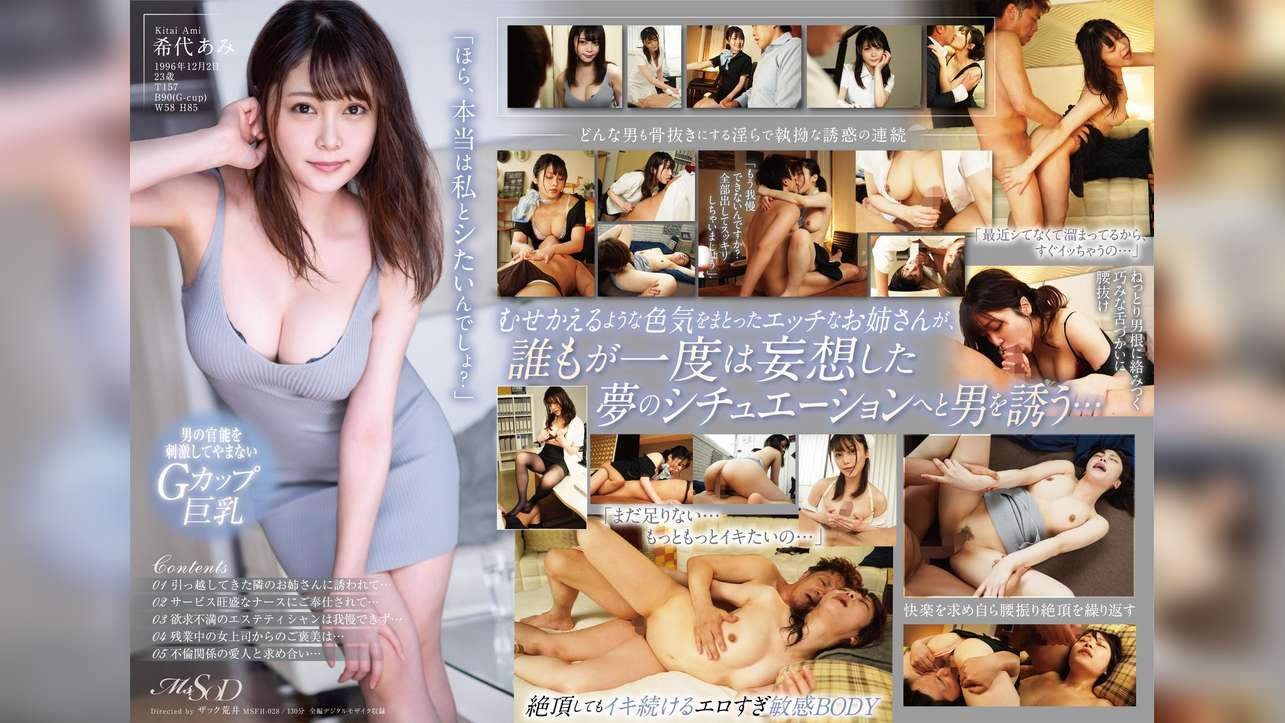 Kitai Ami
希代あみ
1996年12月2日
23歳
T157
B90(G-cup)
W58 H85
「ほら、本当は私とシたいんでしょ?」
男の官能を
刺激してやまない
Gカップ
巨乳
Contents
01 引っ越してきた隣のお姉さんに誘われて…
02 サービス旺盛なナースにご奉仕されて…
03 欲求不満のエステティシャンは我慢できず…
04 残業中の女上司からのご褒美は…
05 不倫関係の愛人と求め合い…
Ms SOD
Directed by ザック荒井 MSFH-028 / 130分 全編デジタルモザイク収録
どんな男も骨抜きにする淫らで執拗な誘惑の連続
「もう我慢
できないんですか?
全部出してスッキリ
しちゃいましょう」
「最近シてなくて溜まってるから、
すぐイッちゃうの…」
ねっとり男根に絡みつく
巧みな舌づかいに
腰抜け
むせかえるような色気をまとったエッチなお姉さんが、
誰もが一度は妄想した
夢のシチュエーションへと男を誘う…
「まだ足りない…
もっともっとイキたいの…」
快楽を求め自ら腰振り絶頂を繰り返す
絶頂してもイキ続けるエロすぎ敏感BODY